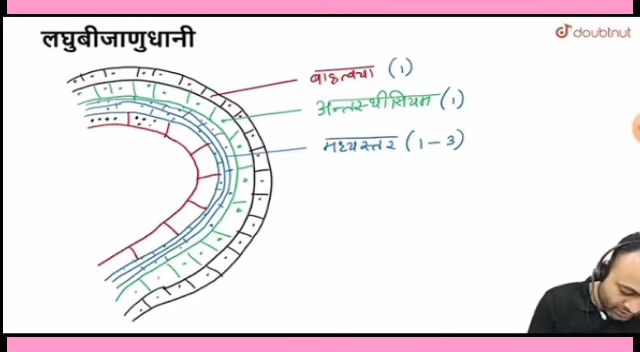 लघुबीजाणुधानी
doubtnut
बाह्यत्वचा (1)
अन्तस्थीसियम (1)
मध्यस्तर (1-3)